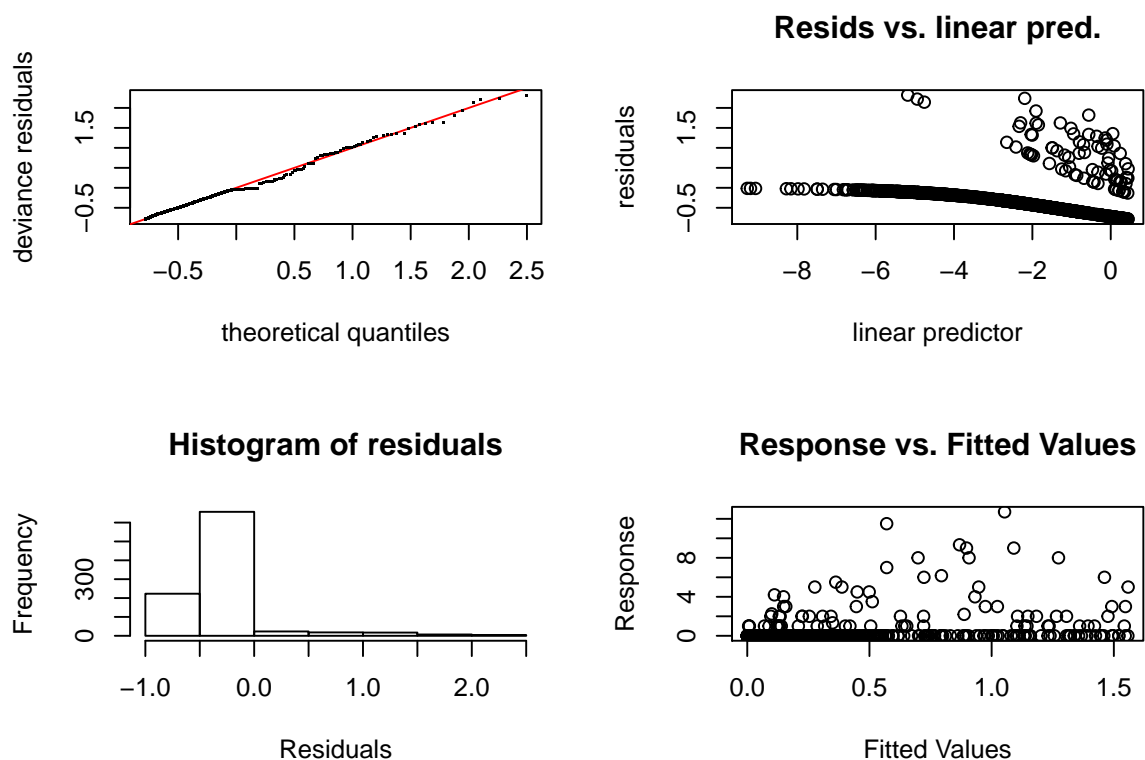 deviance residuals
1.5
−0.5
−0.5 0.5 1.0 1.5 2.0 2.5
theoretical quantiles
Resids vs. linear pred.
residuals
1.5
−0.5
−8 −6 −4 −2 0
linear predictor
Histogram of residuals
Frequency
300
0
−1.0 0.0 1.0 2.0
Residuals
Response vs. Fitted Values
Response
8
4
0
0.0 0.5 1.0 1.5
Fitted Values